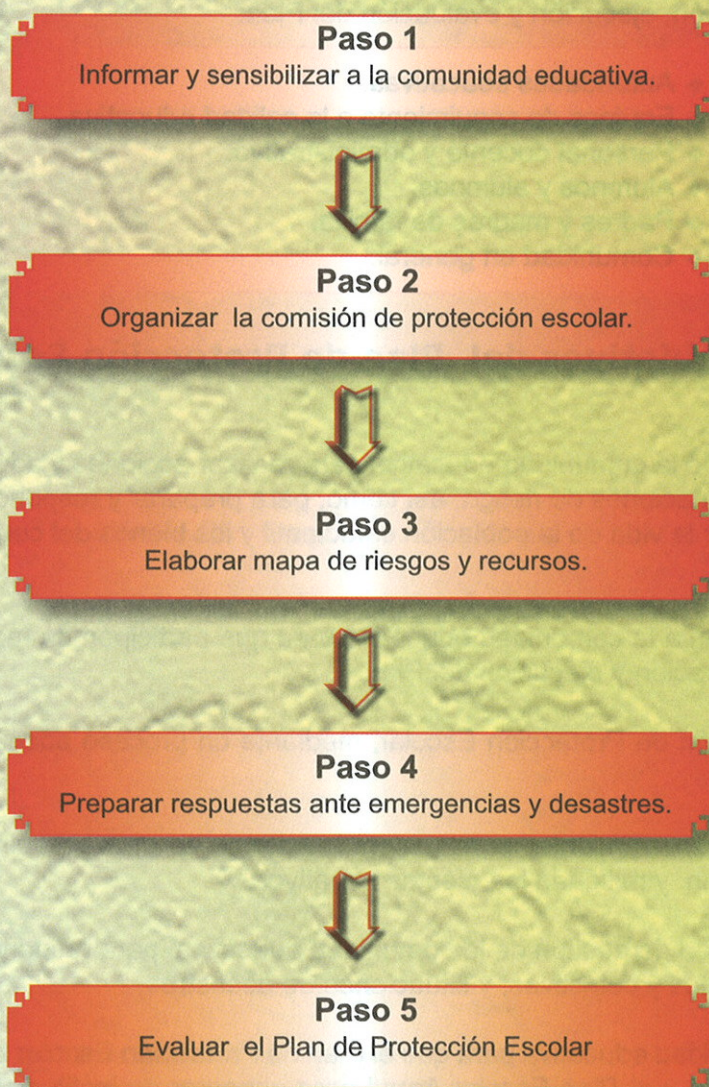 Paso 1
Informar y sensibilizar a la comunidad educativa.
Paso 2
Organizar la comisión de protección escolar.
Paso 3
Elaborar mapa de riesgos y recursos.
Paso 4
Preparar respuestas ante emergencias y desastres.
Paso 5
Evaluar el Plan de Protección Escolar